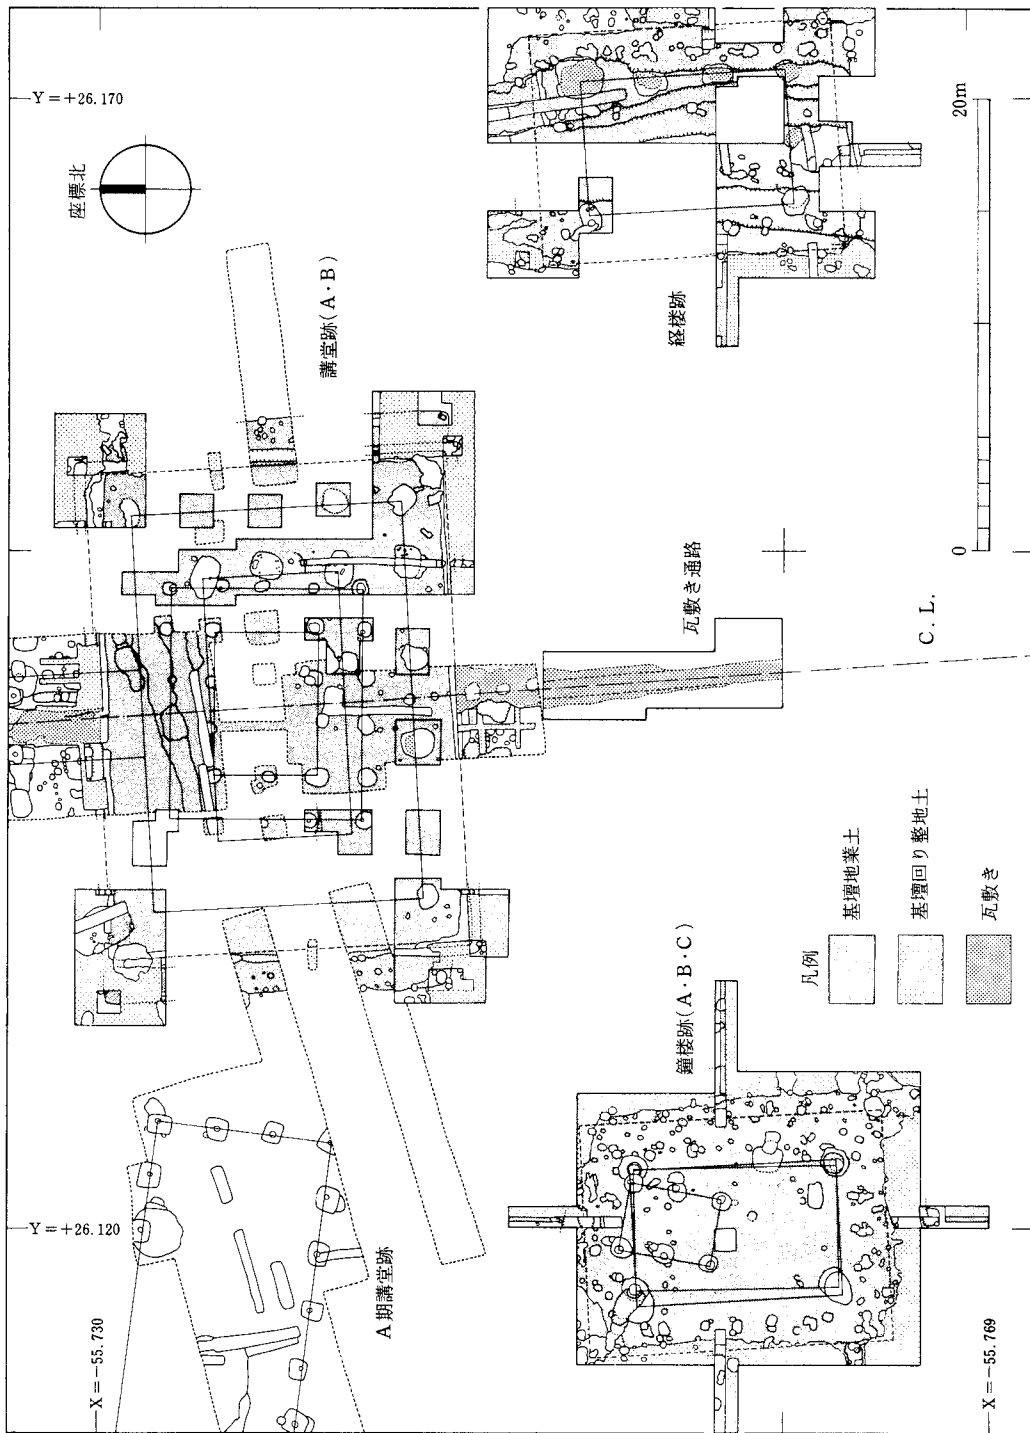 Y=+26.170
座標北
講堂跡(A・B)
経楼跡
20m
0
瓦敷き通路
C.L.
凡例
基壇地業土
基壇回り整地土
瓦敷き
鐘楼跡(A・B・C)
Y=+26.120
A期講堂跡
X=-55.730
X=-55.769